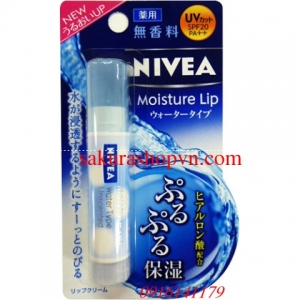 NEW
うるおいUP
薬用
無香料
UVカット
SPF20
PA++
NIVEA
Moisture Lip
ウォータータイプ
水が浸透するように
すーっとのびる
sakurashopvn.com
NIVEA
Water Type
ヒアルロン酸配合
ぷるぷる
保湿
リップクリーム